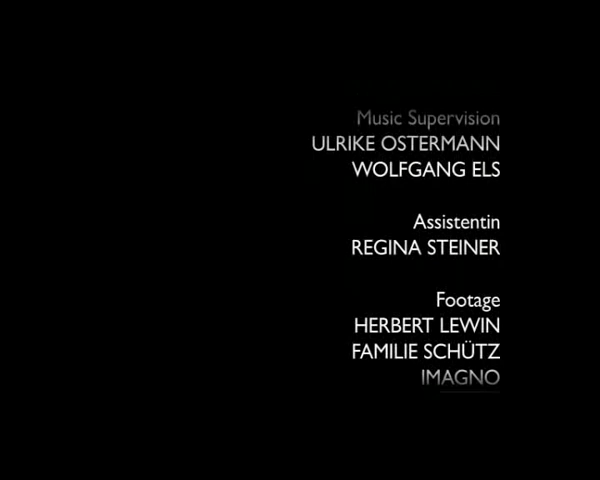 Music Supervision
ULRIKE OSTERMANN
WOLFGANG ELS
Assistentin
REGINA STEINER
Footage
HERBERT LEWIN
FAMILIE SCHÜTZ
IMAGNO